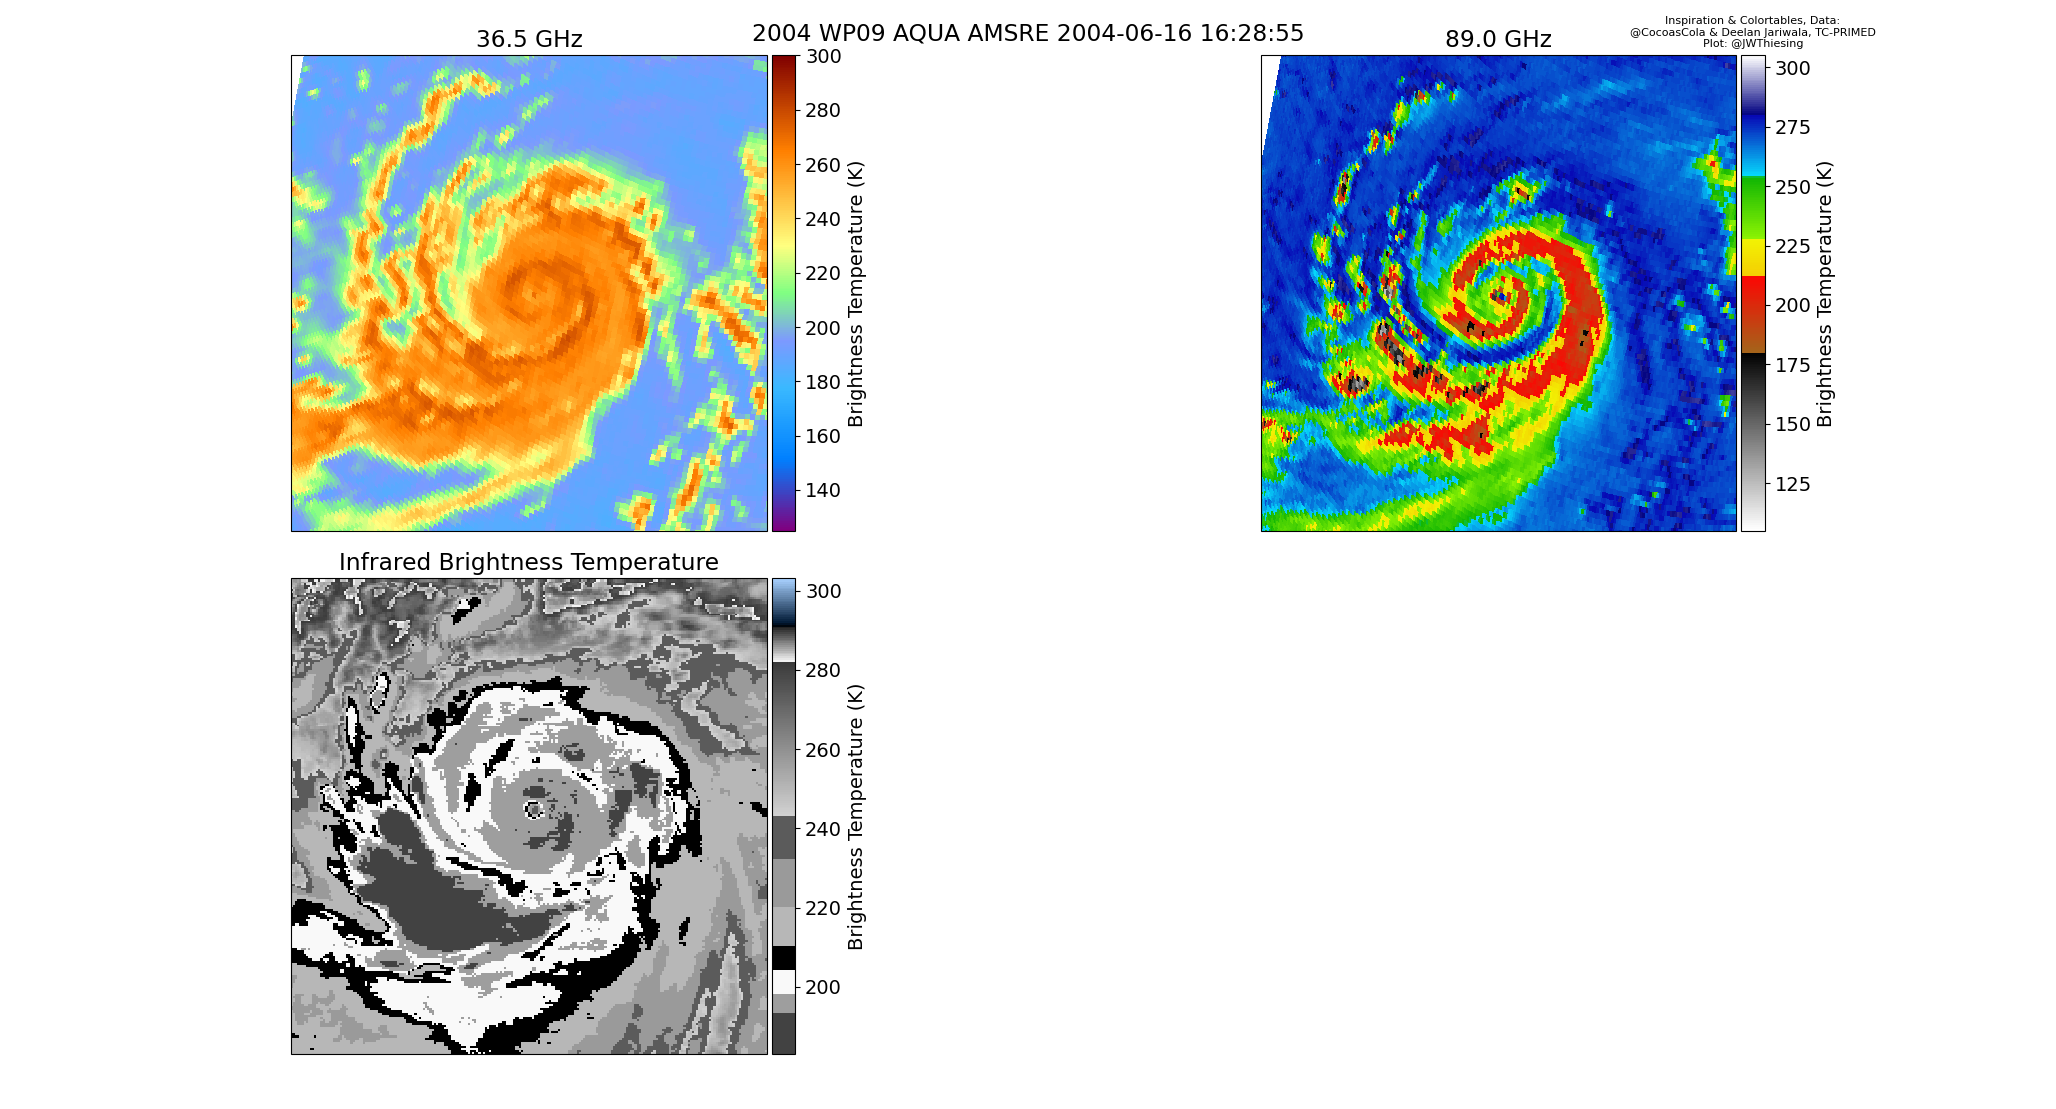 2004 WP09 AQUA AMSRE 2004-06-16 16:28:55
Inspiration & Colortables, Data:
@CocoasCola & Deelan Jariwala, TC-PRIMED
Plot: @JWThiesing
36.5 GHz
300
280
260
240
220
200
180
160
140
Brightness Temperature (K)
89.0 GHz
300
275
250
225
200
175
150
125
Brightness Temperature (K)
Infrared Brightness Temperature
300
280
260
240
220
200
Brightness Temperature (K)